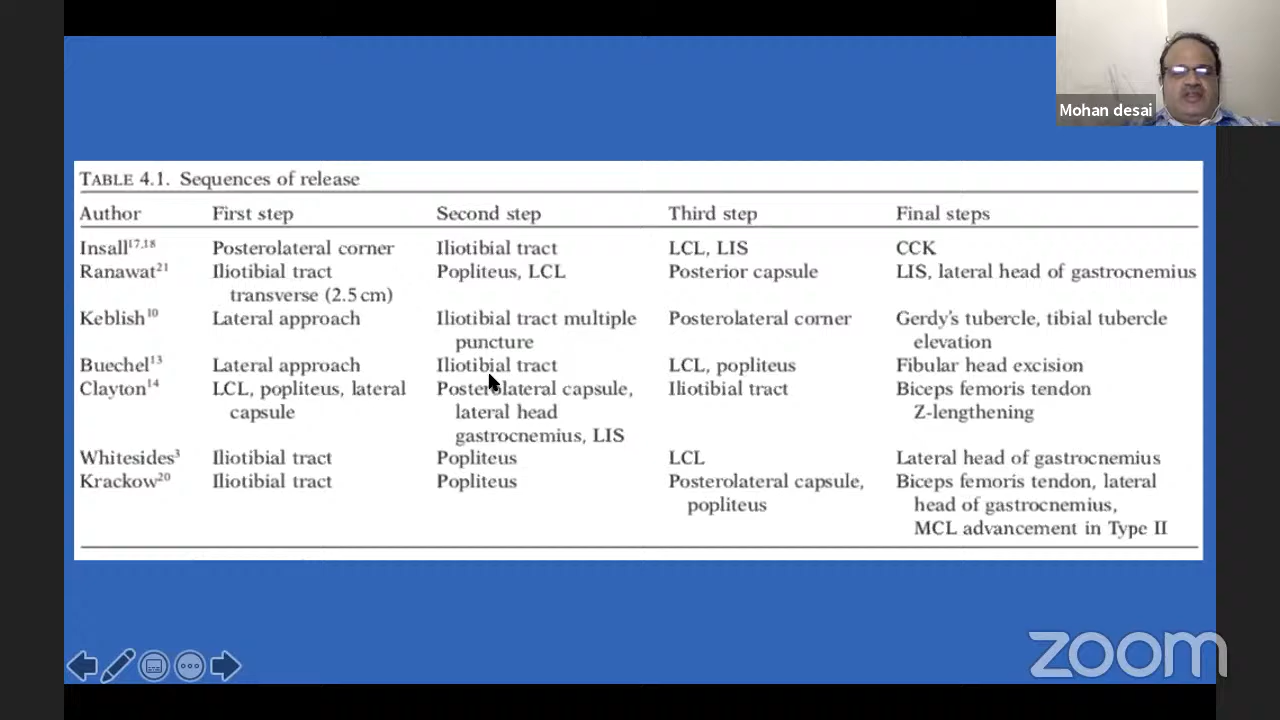 Mohan desai
TABLE 4.1. Sequences of release
Author First step Second step Third step Final steps
Insall17,18 Posterolateral corner Iliotibial tract LCL, LIS CCK
Ranawat21 Iliotibial tract Popliteus, LCL Posterior capsule LIS, lateral head of gastrocnemius
transverse (2.5 cm)
Keblish10 Lateral approach Iliotibial tract multiple Posterolateral corner Gerdy's tubercle, tibial tubercle
puncture elevation
Buechel13 Lateral approach Iliotibial tract LCL, popliteus Fibular head excision
Clayton14 LCL, popliteus, lateral Posterolateral capsule, Iliotibial tract Biceps femoris tendon
capsule lateral head Z-lengthening
gastrocnemius, LIS
Whitesides3 Iliotibial tract Popliteus LCL Lateral head of gastrocnemius
Krackow20 Iliotibial tract Popliteus Posterolateral capsule, Biceps femoris tendon, lateral
popliteus head of gastrocnemius,
MCL advancement in Type II
zoom